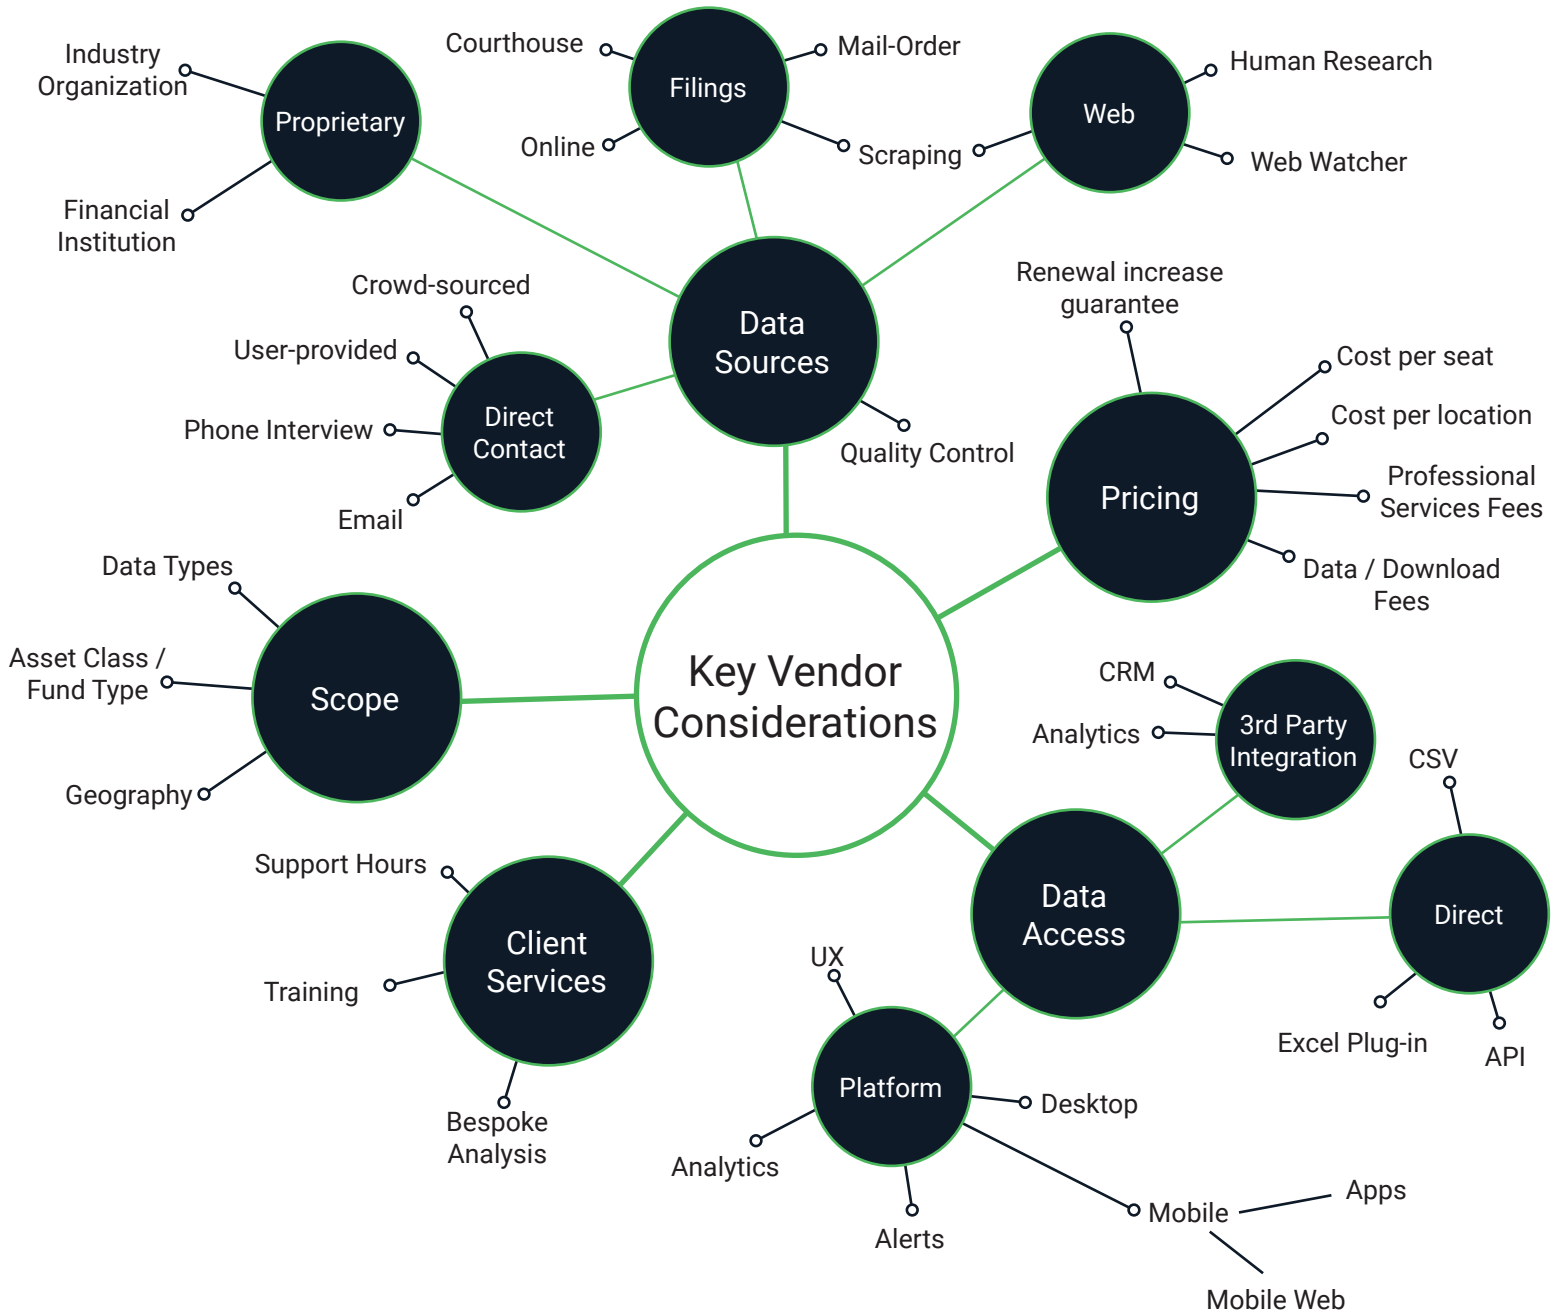 Industry
Organization
Proprietary
Financial
Institution
Courthouse
Filings
Mail-Order
Online
Scraping
Web
Human Research
Web Watcher
Data
Sources
Crowd-sourced
User-provided
Phone Interview
Email
Direct
Contact
Quality Control
Renewal increase
guarantee
Cost per seat
Cost per location
Professional
Services Fees
Data / Download
Fees
Pricing
Data Types
Asset Class /
Fund Type
Geography
Scope
Key Vendor
Considerations
CRM
Analytics
3rd Party
Integration
CSV
Direct
Excel Plug-in
API
Data
Access
Support Hours
Training
Client
Services
Bespoke
Analysis
UX
Platform
Desktop
Analytics
Alerts
Mobile
Apps
Mobile Web